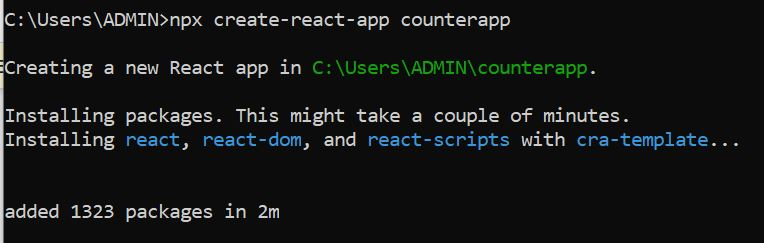 C:\Users\ADMIN>npx create-react-app counterapp
Creating a new React app in C:\Users\ADMIN\counterapp.
Installing packages. This might take a couple of minutes.
Installing react, react-dom, and react-scripts with cra-template...
added 1323 packages in 2m